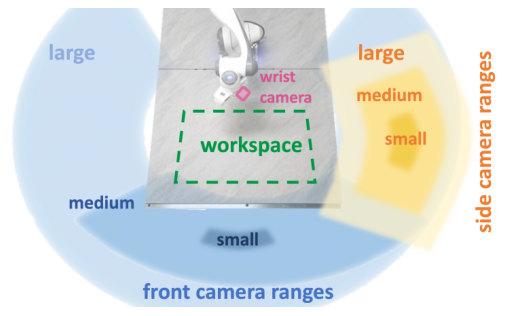 large
large
wrist
camera
medium
small
workspace
side camera ranges
medium
small
front camera ranges